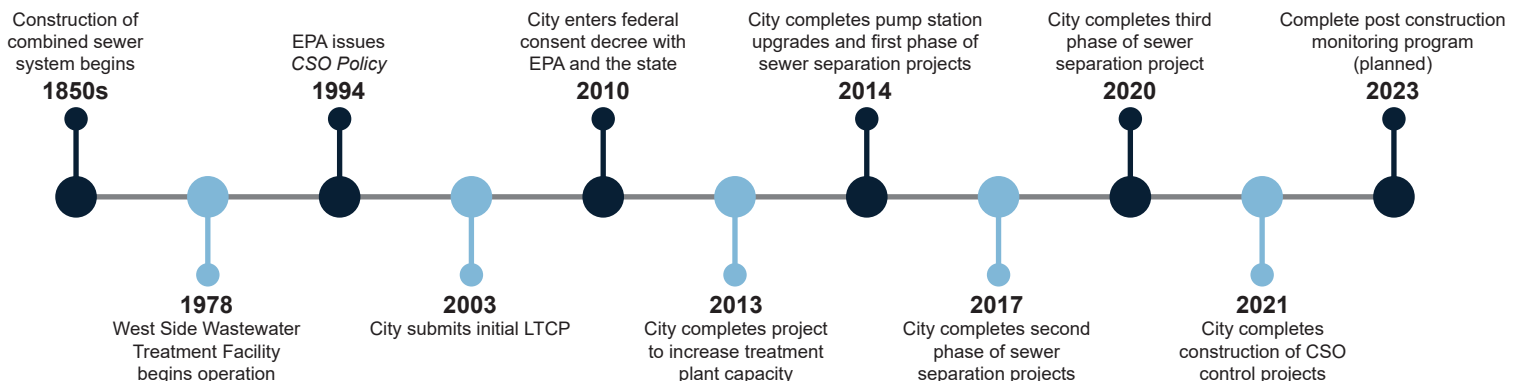 Construction of
combined sewer
system begins
1850s
EPA issues
CSO Policy
1994
City enters federal
consent decree with
EPA and the state
2010
City completes pump station
upgrades and first phase of
sewer separation projects
2014
City completes third
phase of sewer
separation project
2020
Complete post construction
monitoring program
(planned)
2023
1978
West Side Wastewater
Treatment Facility
begins operation
2003
City submits initial LTCP
2013
City completes project
to increase treatment
plant capacity
2017
City completes second
phase of sewer
separation projects
2021
City completes
construction of CSO
control projects